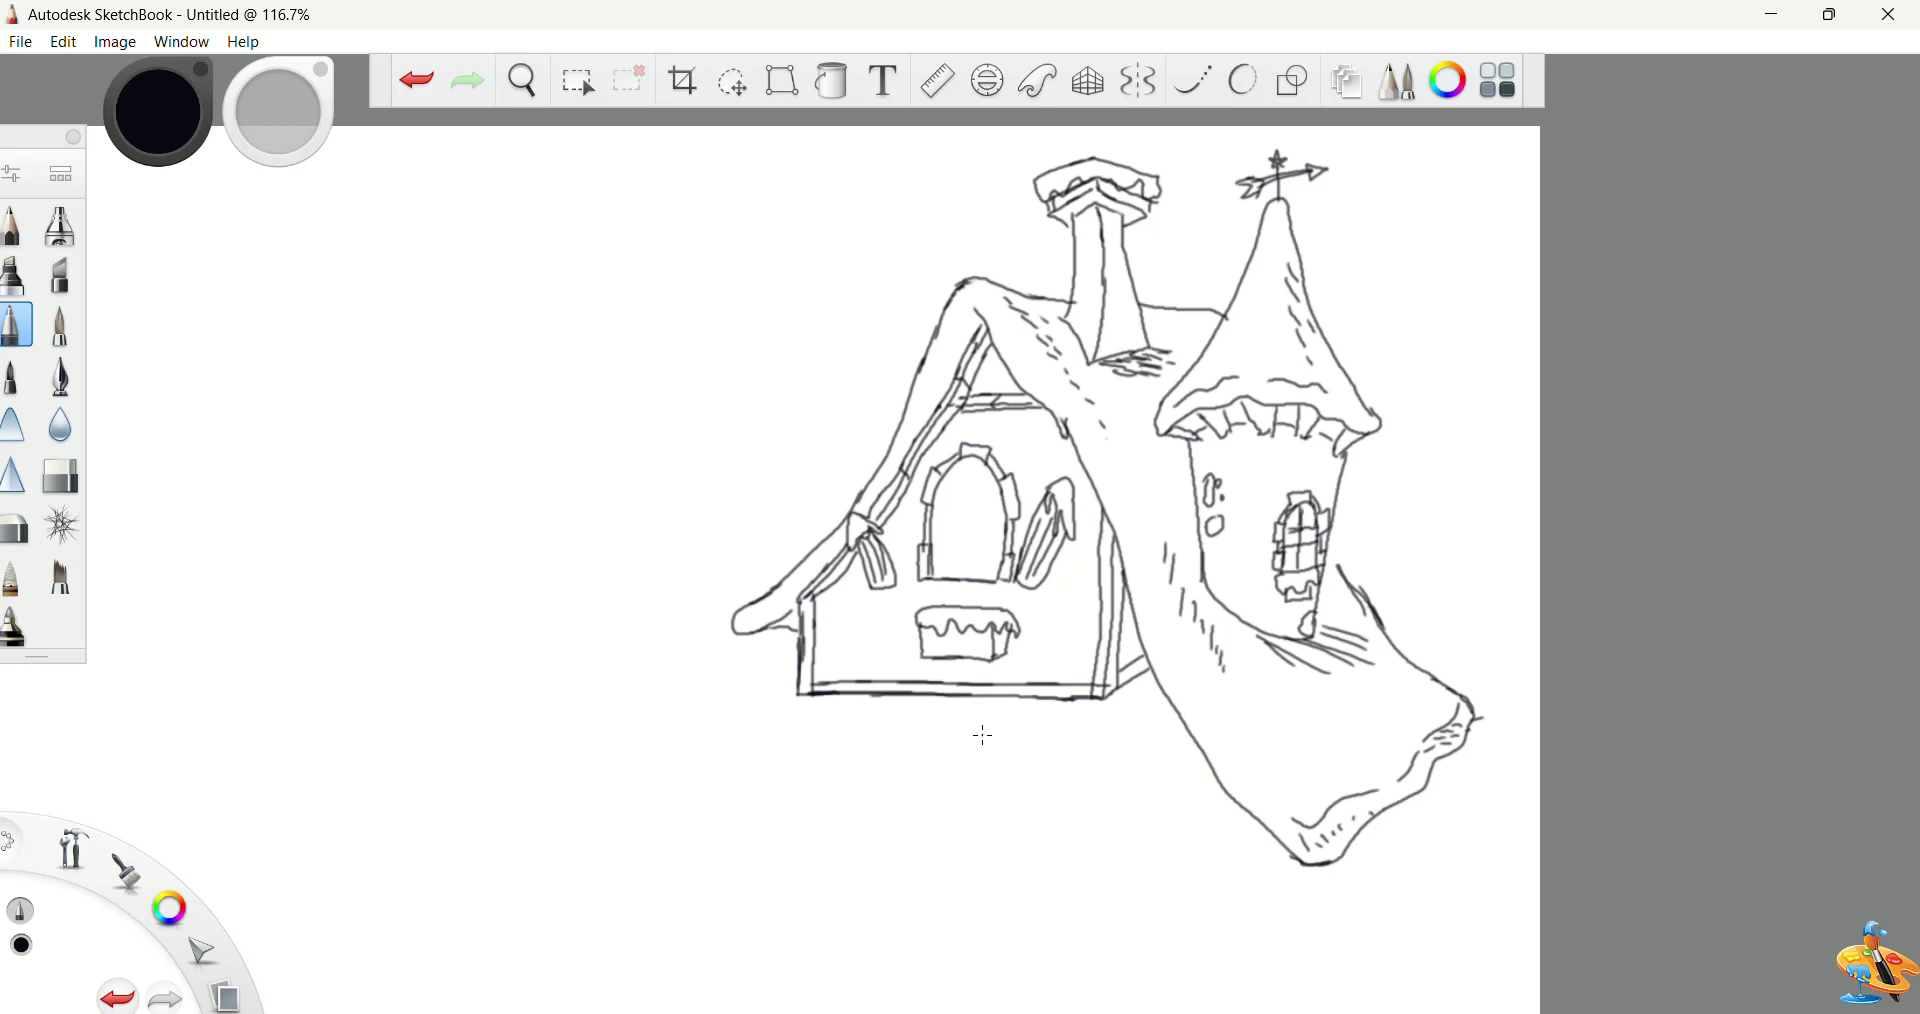 Autodesk SketchBook - Untitled @ 116.7%
File Edit Image Window Help
T